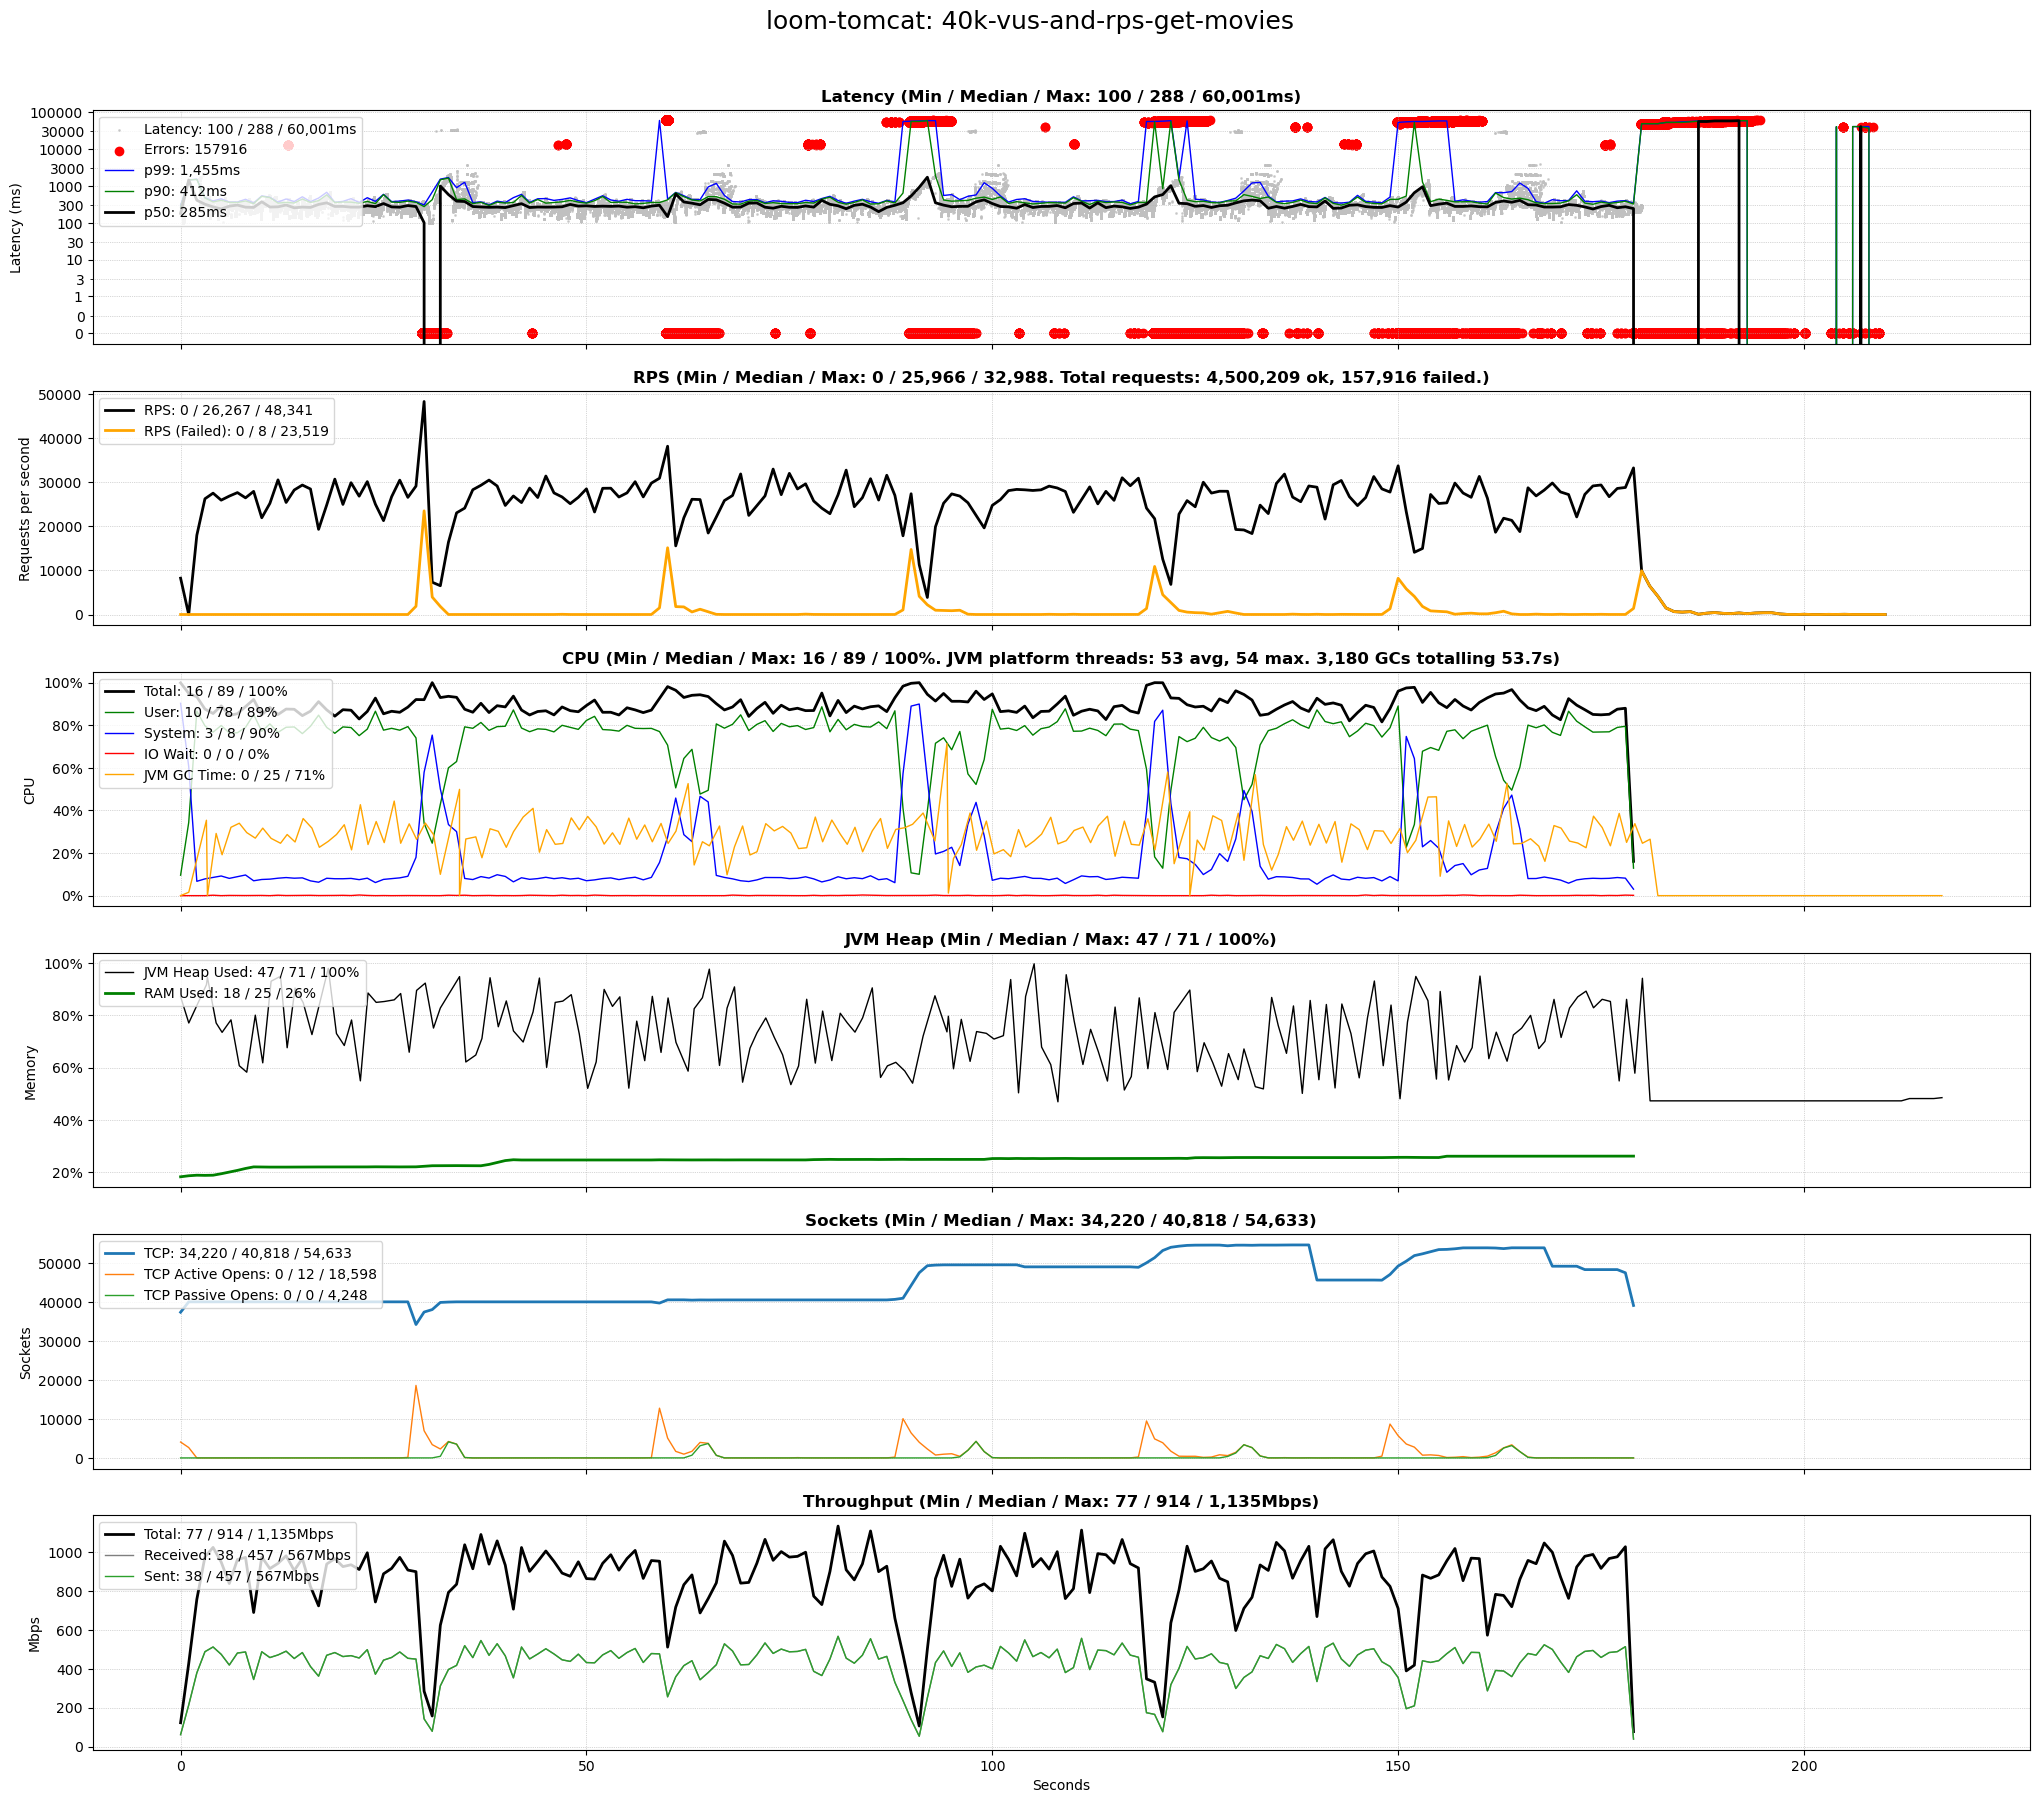 loom-tomcat: 40k-vus-and-rps-get-movies
Latency (Min / Median / Max: 100 / 288 / 60,001ms)
Latency (ms)
100000
30000
10000
3000
1000
300
100
30
10
3
1
0
0
Latency: 100 / 288 / 60,001ms
Errors: 157916
p99: 1,455ms
p90: 412ms
p50: 285ms
RPS (Min / Median / Max: 0 / 25,966 / 32,988. Total requests: 4,500,209 ok, 157,916 failed.)
Requests per second
50000
40000
30000
20000
10000
0
RPS: 0 / 26,267 / 48,341
RPS (Failed): 0 / 8 / 23,519
CPU (Min / Median / Max: 16 / 89 / 100%. JVM platform threads: 53 avg, 54 max. 3,180 GCs totalling 53.7s)
CPU
100%
80%
60%
40%
20%
0%
Total: 16 / 89 / 100%
User: 10 / 78 / 89%
System: 3 / 8 / 90%
IO Wait: 0 / 0 / 0%
JVM GC Time: 0 / 25 / 71%
JVM Heap (Min / Median / Max: 47 / 71 / 100%)
Memory
100%
80%
60%
40%
20%
JVM Heap Used: 47 / 71 / 100%
RAM Used: 18 / 25 / 26%
Sockets (Min / Median / Max: 34,220 / 40,818 / 54,633)
Sockets
50000
40000
30000
20000
10000
0
TCP: 34,220 / 40,818 / 54,633
TCP Active Opens: 0 / 12 / 18,598
TCP Passive Opens: 0 / 0 / 4,248
Throughput (Min / Median / Max: 77 / 914 / 1,135Mbps)
Mbps
1000
800
600
400
200
0
Total: 77 / 914 / 1,135Mbps
Received: 38 / 457 / 567Mbps
Sent: 38 / 457 / 567Mbps
0
50
100
150
200
Seconds